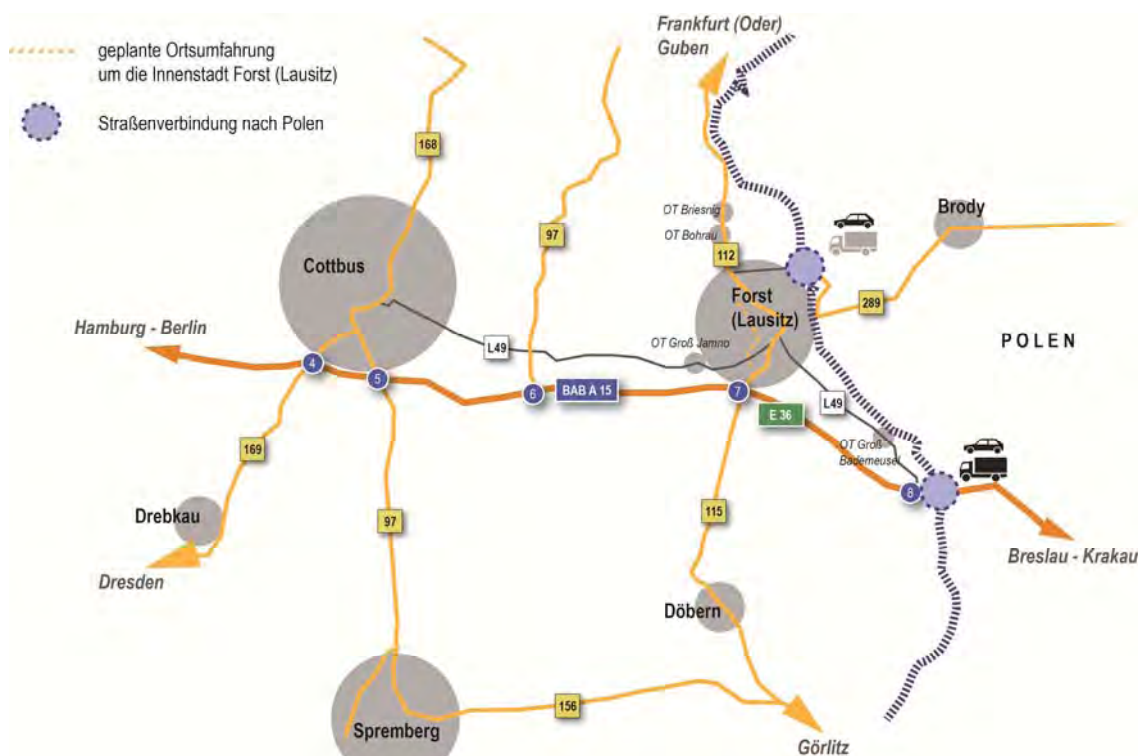 geplante Ortsumfahrung
um die Innenstadt Forst (Lausitz)
Straßenverbindung nach Polen
Frankfurt (Oder)
Guben
168
97
OT Briesnig
OT Bohrau
112
Brody
Cottbus
Forst
(Lausitz)
289
Hamburg - Berlin
L49
OT Groß Jamno
POLEN
4
5
6
BAB A 15
7
E 36
L49
OT Groß
Bademeusel
8
169
Drebkau
97
115
Dresden
Breslau - Krakau
Döbern
156
Spremberg
Görlitz